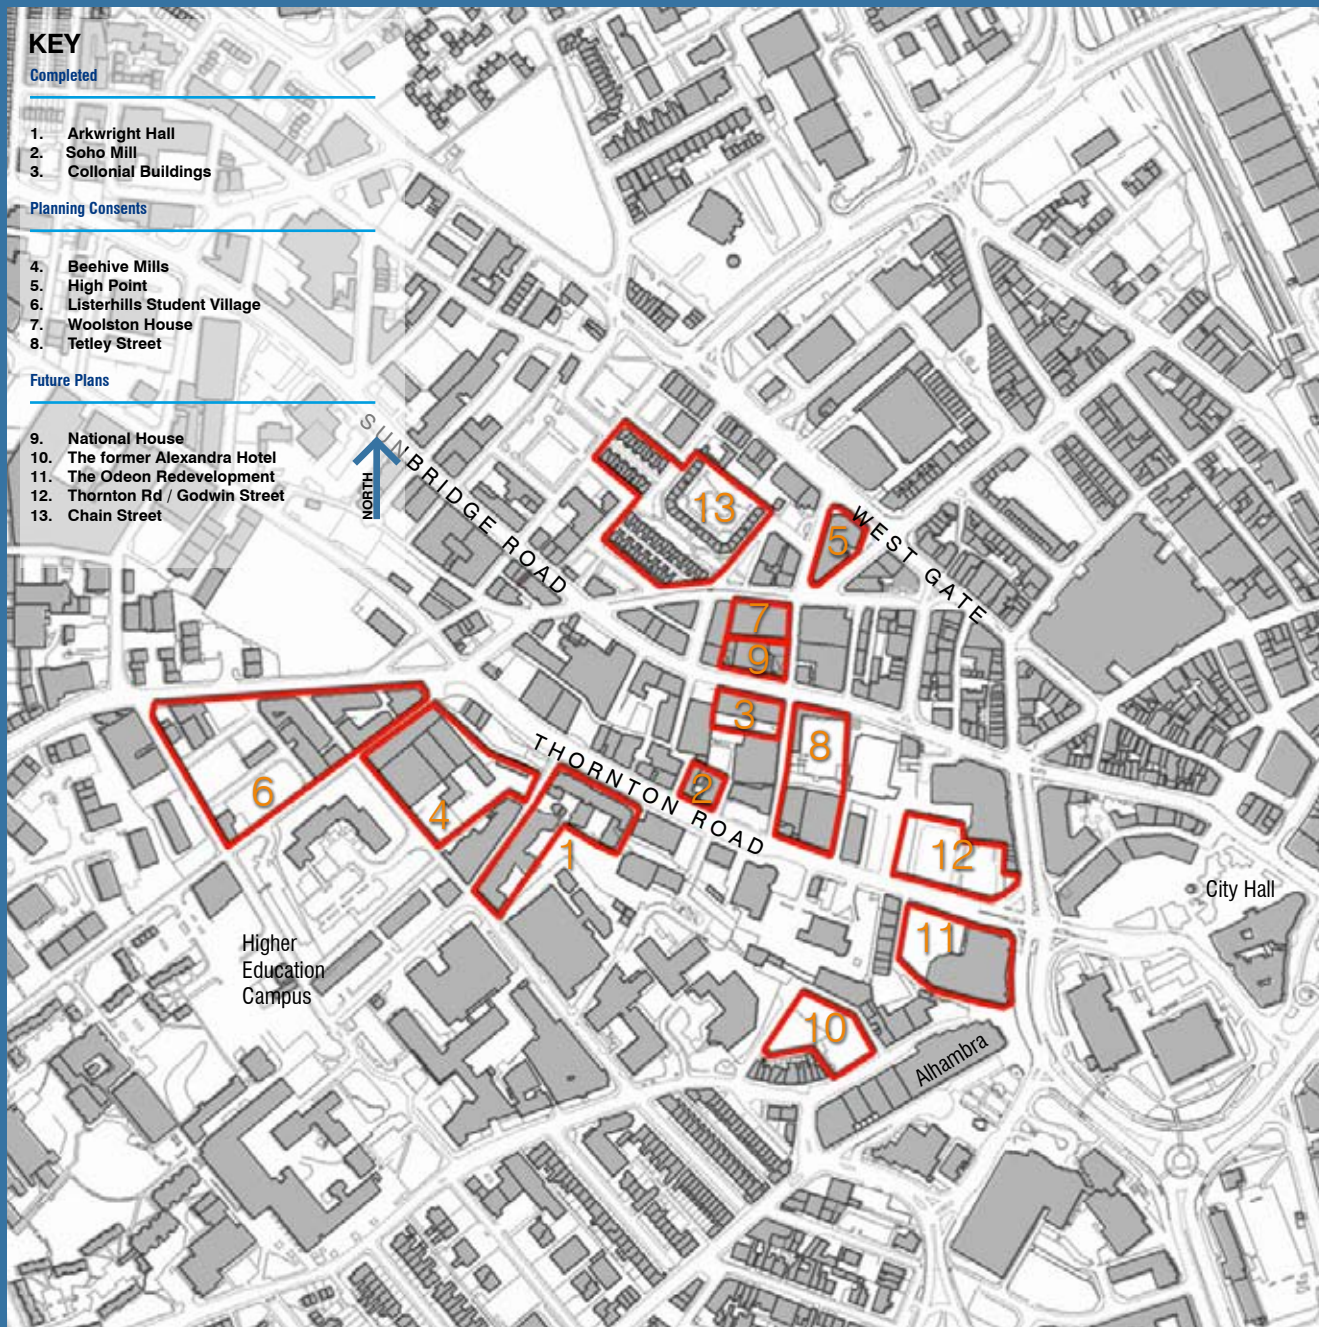 KEY
Completed
1. Arkwright Hall
2. Soho Mill
3. Collonial Buildings
Planning Consents
4. Beehive Mills
5. High Point
6. Listerhills Student Village
7. Woolston House
8. Tetley Street
Future Plans
9. National House
10. The former Alexandra Hotel
11. The Odeon Redevelopment
12. Thornton Rd / Godwin Street
13. Chain Street
NORTH
SUNBRIDGE ROAD
13
5
WEST GATE
7
9
3
8
THORNTON ROAD
2
6
4
1
12
City Hall
11
Higher
Education
Campus
10
Alhambra